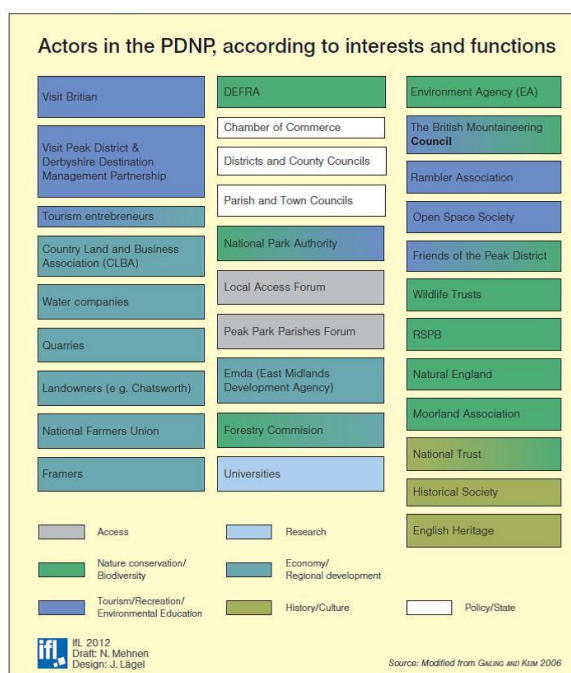 Actors in the PDNP, according to interests and functions
Visit Britian
Visit Peak District &
Derbyshire Destination
Management Partnership
Tourism entrebreneurs
Country Land and Business
Association (CLBA)
Water companies
Quarries
Landowners (e g. Chatsworth)
National Farmers Union
Framers
DEFRA
Chamber of Commerce
Districts and County Councils
Parish and Town Councils
National Park Authority
Local Access Forum
Peak Park Parishes Forum
Emda (East Midlands
Development Agency)
Forestry Commision
Universities
Environment Agency (EA)
The British Mountaineering
Council
Rambler Association
Open Space Society
Friends of the Peak District
Wildlife Trusts
RSPB
Natural England
Moorland Association
National Trust
Historical Society
English Heritage
Access
Research
Nature conservation/
Biodiversity
Economy/
Regional development
Tourism/Recreation/
Environmental Education
History/Culture
Policy/State
ifl
IfL 2012
Draft: N. Mehnen
Design: J. Lägel
Source: Modified from GAILING AND KEIM 2006